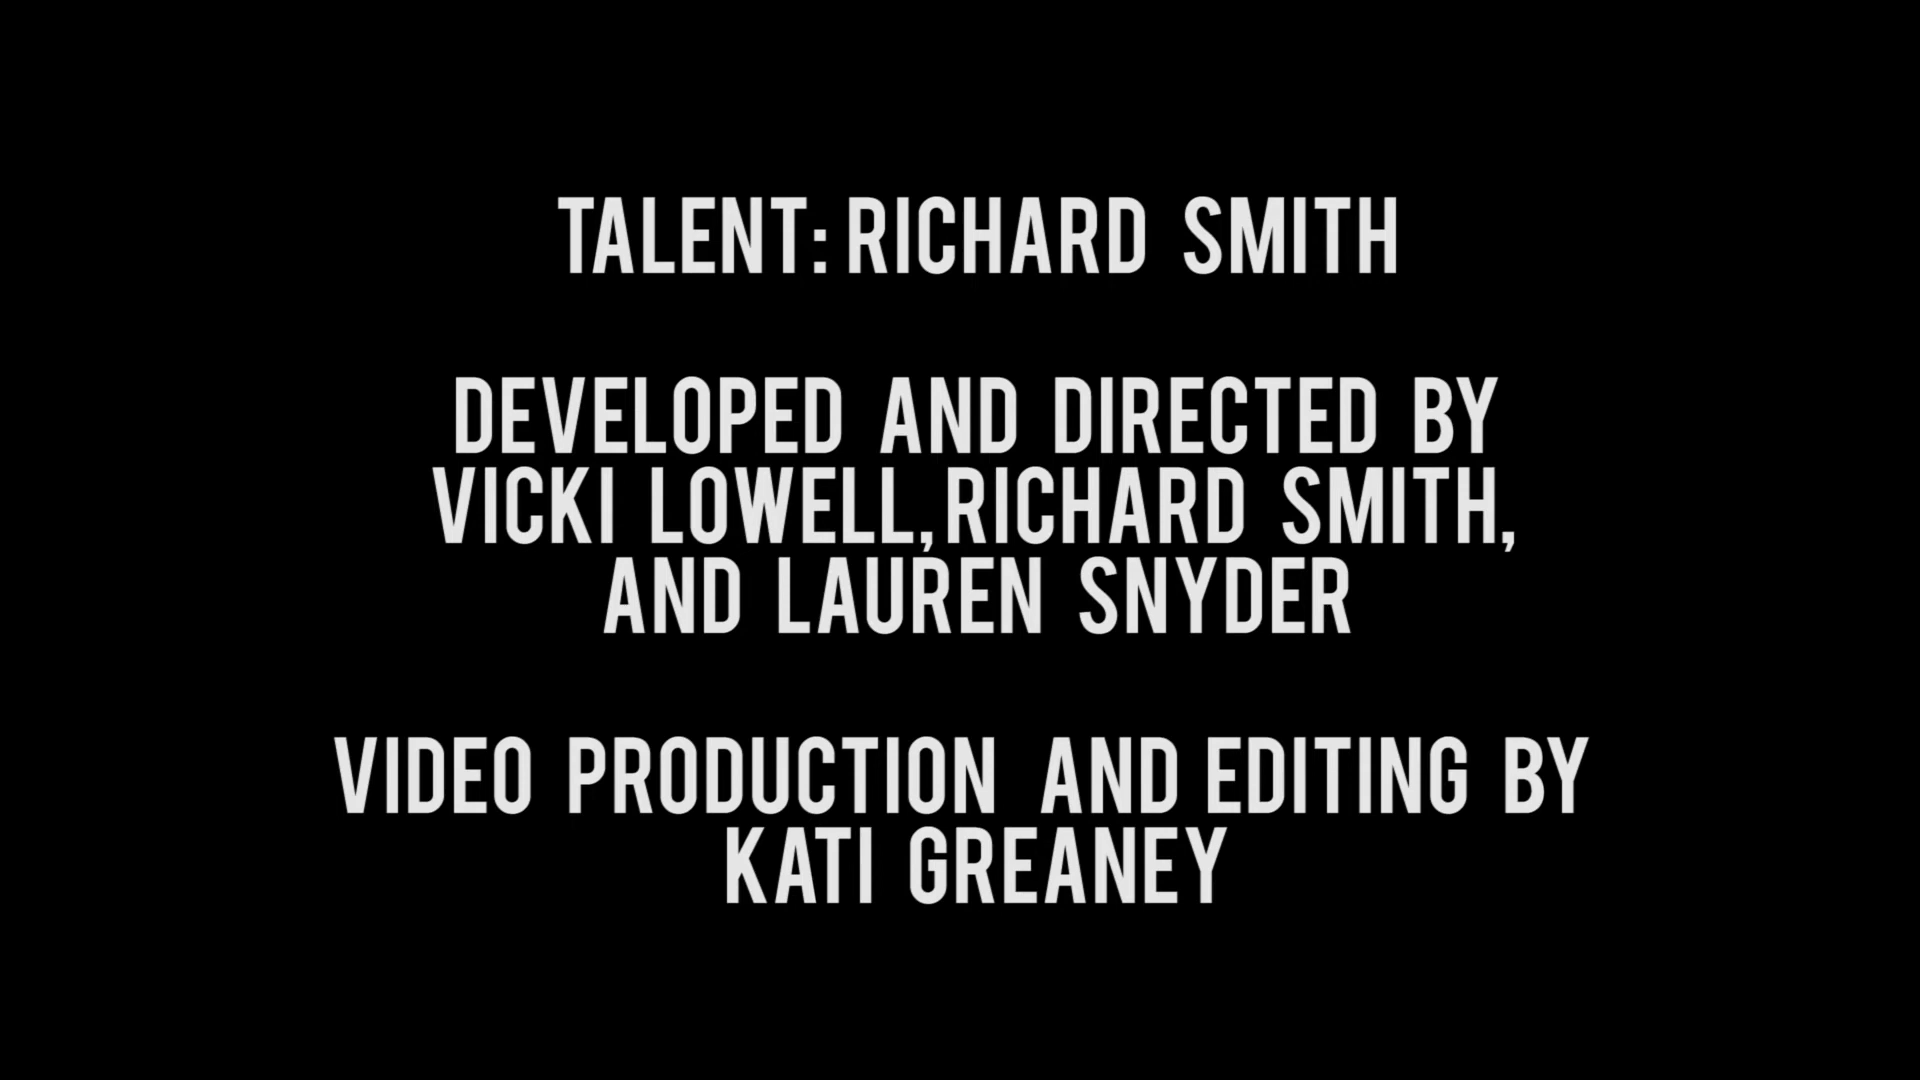 TALENT: RICHARD SMITH
DEVELOPED AND DIRECTED BY
VICKI LOWELL, RICHARD SMITH,
AND LAUREN SNYDER
VIDEO PRODUCTION AND EDITING BY
KATI GREANEY